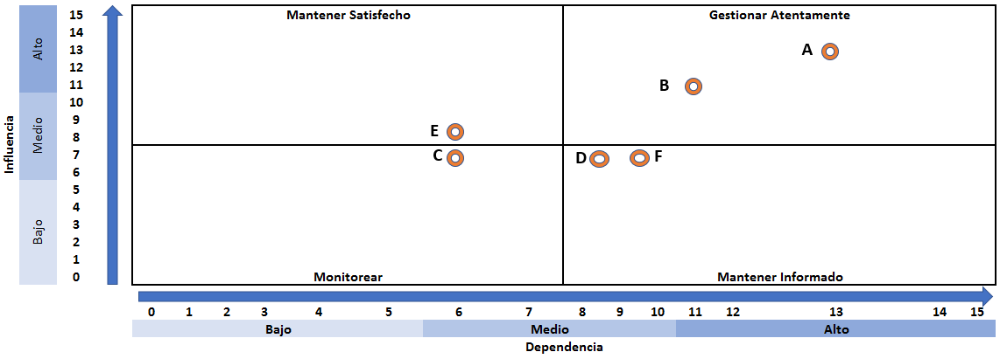 Influencia
Alto
Medio
Bajo
15
14
13
12
11
10
9
8
7
6
5
4
3
2
1
0
Mantener Satisfecho
Gestionar Atentamente
A
B
E
C
D
F
Monitorear
Mantener Informado
0 1 2 3 4 5 6 7 8 9 10 11 12 13 14 15
Bajo Medio Alto
Dependencia